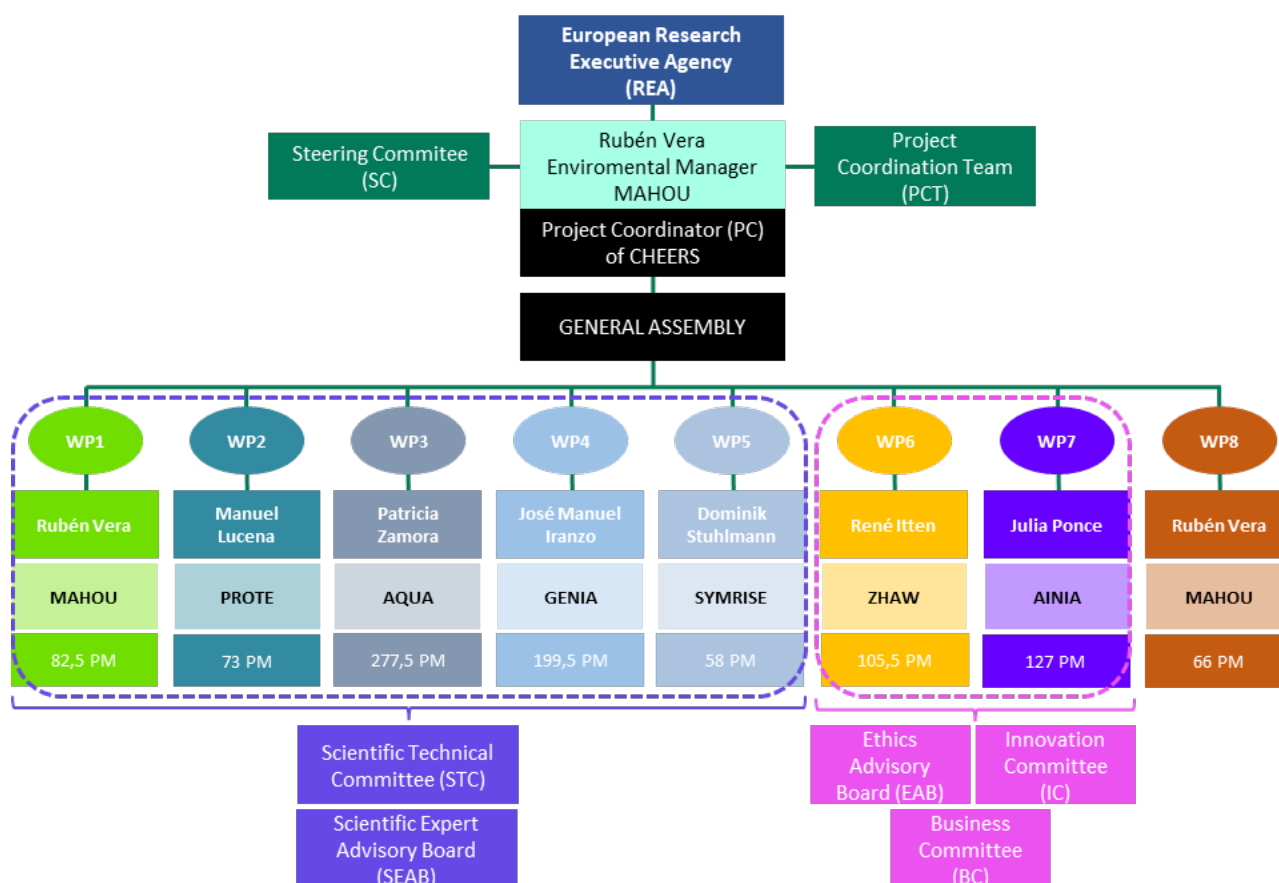 European Research
Executive Agency
(REA)
Steering Commitee
(SC)
Rubén Vera
Enviromental Manager
MAHOU
Project
Coordination Team
(PCT)
Project Coordinator (PC)
of CHEERS
GENERAL ASSEMBLY
WP1
WP2
WP3
WP4
WP5
WP6
WP7
WP8
Rubén Vera
Manuel
Lucena
Patricia
Zamora
José Manuel
Iranzo
Dominik
Stuhlmann
René Itten
Julia Ponce
Rubén Vera
MAHOU
PROTE
AQUA
GENIA
SYMRISE
ZHAW
AINIA
MAHOU
82,5 PM
73 PM
277,5 PM
199,5 PM
58 PM
105,5 PM
127 PM
66 PM
Scientific Technical
Committee (STC)
Scientific Expert
Advisory Board
(SEAB)
Ethics
Advisory
Board (EAB)
Innovation
Committee
(IC)
Business
Committee
(BC)